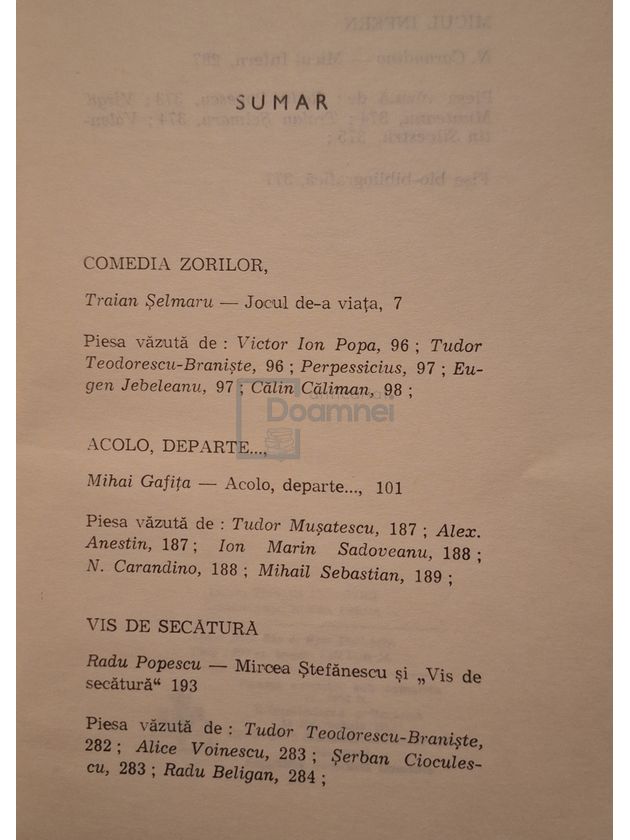 SUMAR
COMEDIA ZORILOR,
Traian Șelmaru — Jocul de-a viața, 7
Piesa văzută de : Victor Ion Popa, 96 ; Tudor
Teodorescu-Braniște, 96 ; Perpessicius, 97 ; Eu-
gen Jebeleanu, 97 ; Călin Căliman, 98 ;
anticariat
Doamnei
ACOLO, DEPARTE...,
Mihai Gafița — Acolo, departe..., 101
Piesa văzută de : Tudor Mușatescu, 187 ; Alex.
Anestin, 187 ; Ion Marin Sadoveanu, 188 ;
N. Carandino, 188 ; Mihail Sebastian, 189 ;
VIS DE SECĂTURĂ
Radu Popescu — Mircea Ștefănescu și „Vis de
secătură“ 193
Piesa văzută de : Tudor Teodorescu-Braniște,
282 ; Alice Voinescu, 283 ; Șerban Ciocules-
cu, 283 ; Radu Beligan, 284 ;